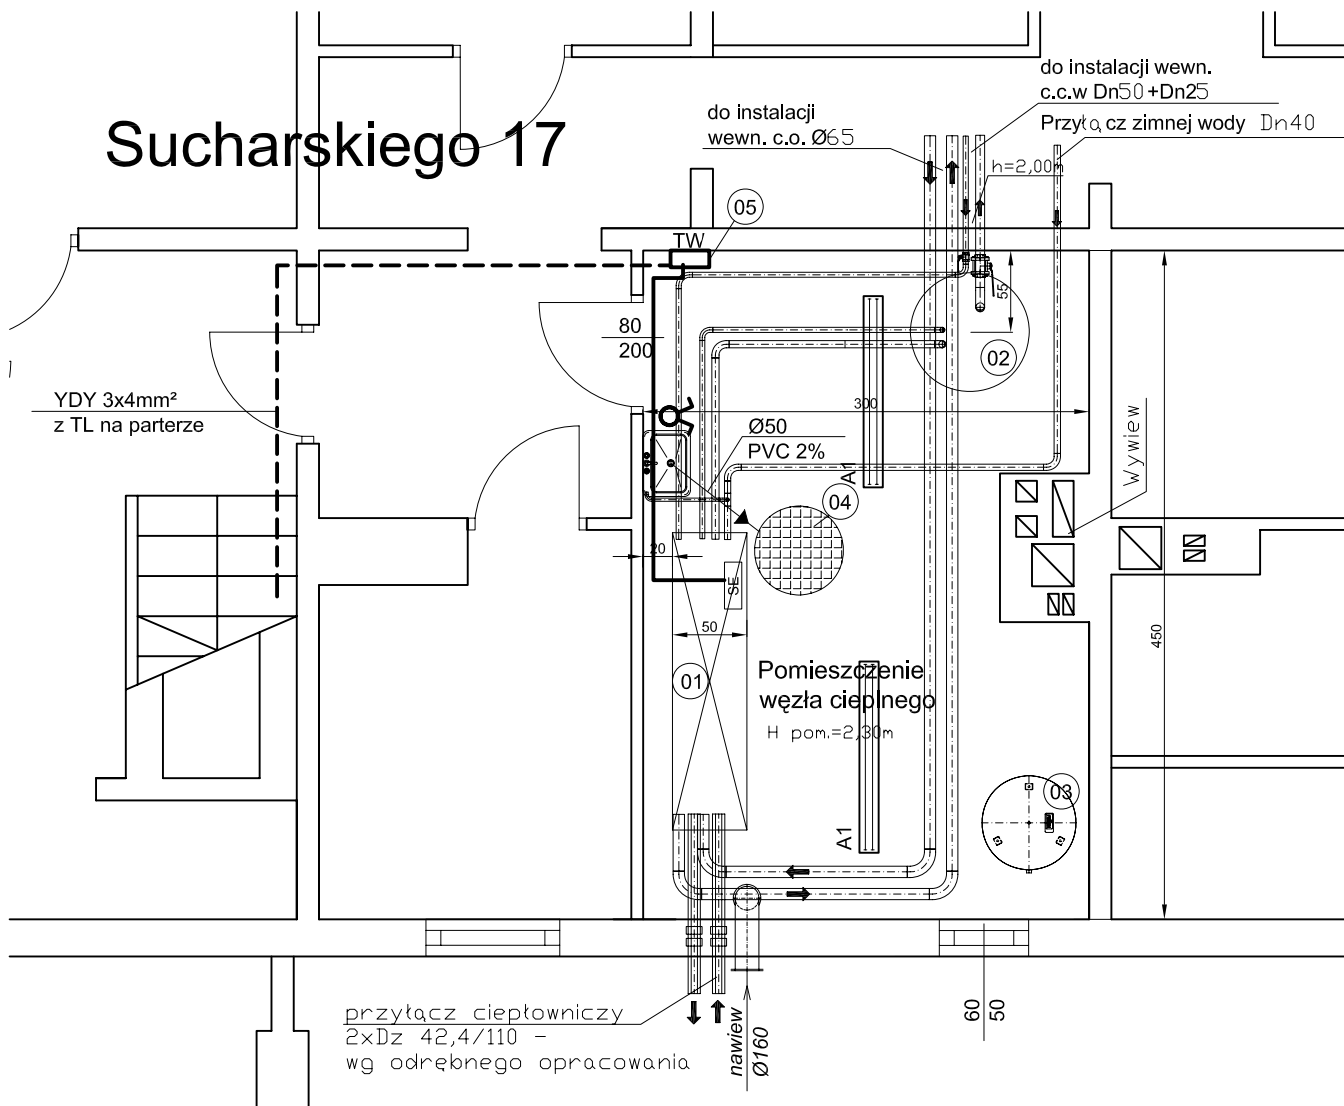 Sucharskiego 17
do instalacji
wewn. c.o. Ø65
do instalacji wewn.
c.c.w Dn50+Dn25
Przyłącz zimnej wody Dn40
h=2,00m
05
TW
55
02
80
200
300
YDY 3x4mm²
z TL na parterze
Ø50
PVC 2%
A1
04
Wywiew
20
SE
50
01
Pomieszczenie
węzła cieplnego
H pom.=2,30m
450
03
A1
przyłącz ciepłowniczy
2xDz 42,4/110 -
wg odrębnego opracowania
nawiew
Ø160
60
50